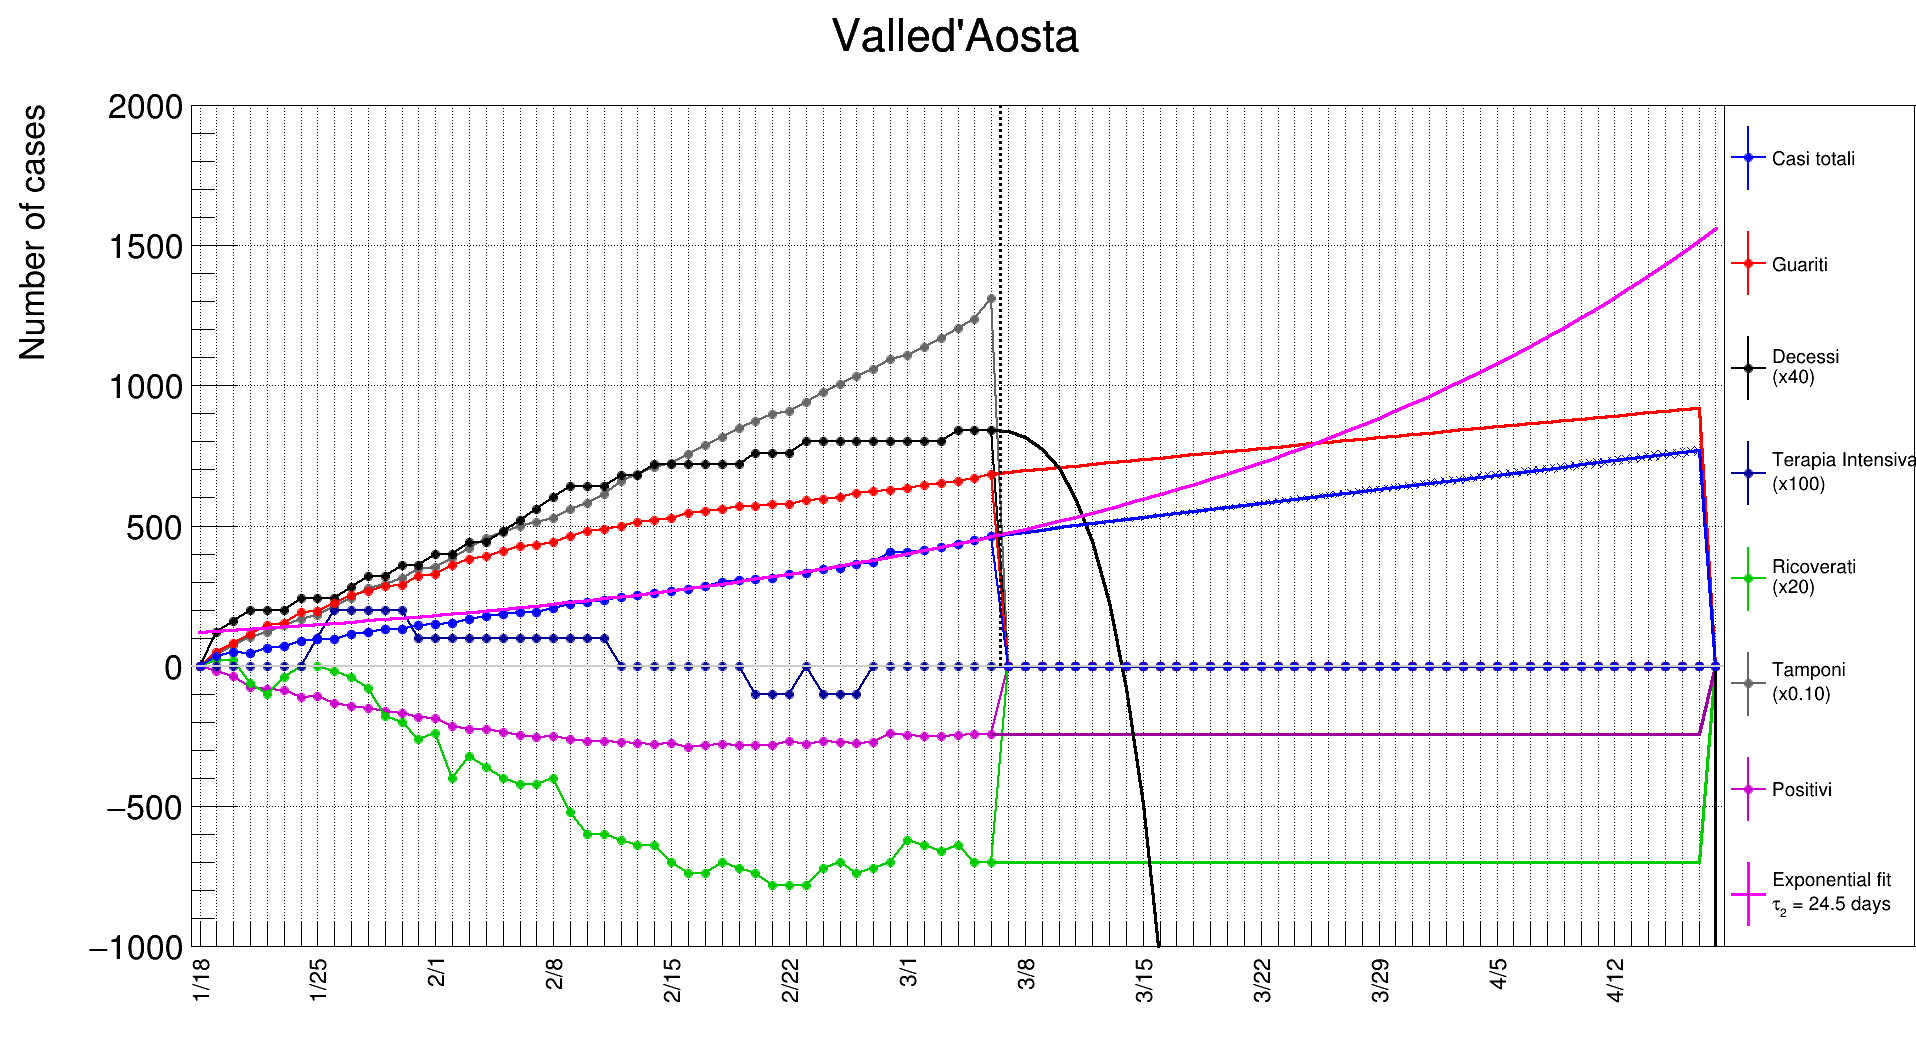 Valled'Aosta
Number of cases
2000
1500
1000
500
0
−500
−1000
1/18
1/25
2/1
2/8
2/15
2/22
3/1
3/8
3/15
3/22
3/29
4/5
4/12
Casi totali
Guariti
Decessi
(x40)
Terapia Intensiva
(x100)
Ricoverati
(x20)
Tamponi
(x0.10)
Positivi
Exponential fit
τ2 = 24.5 days